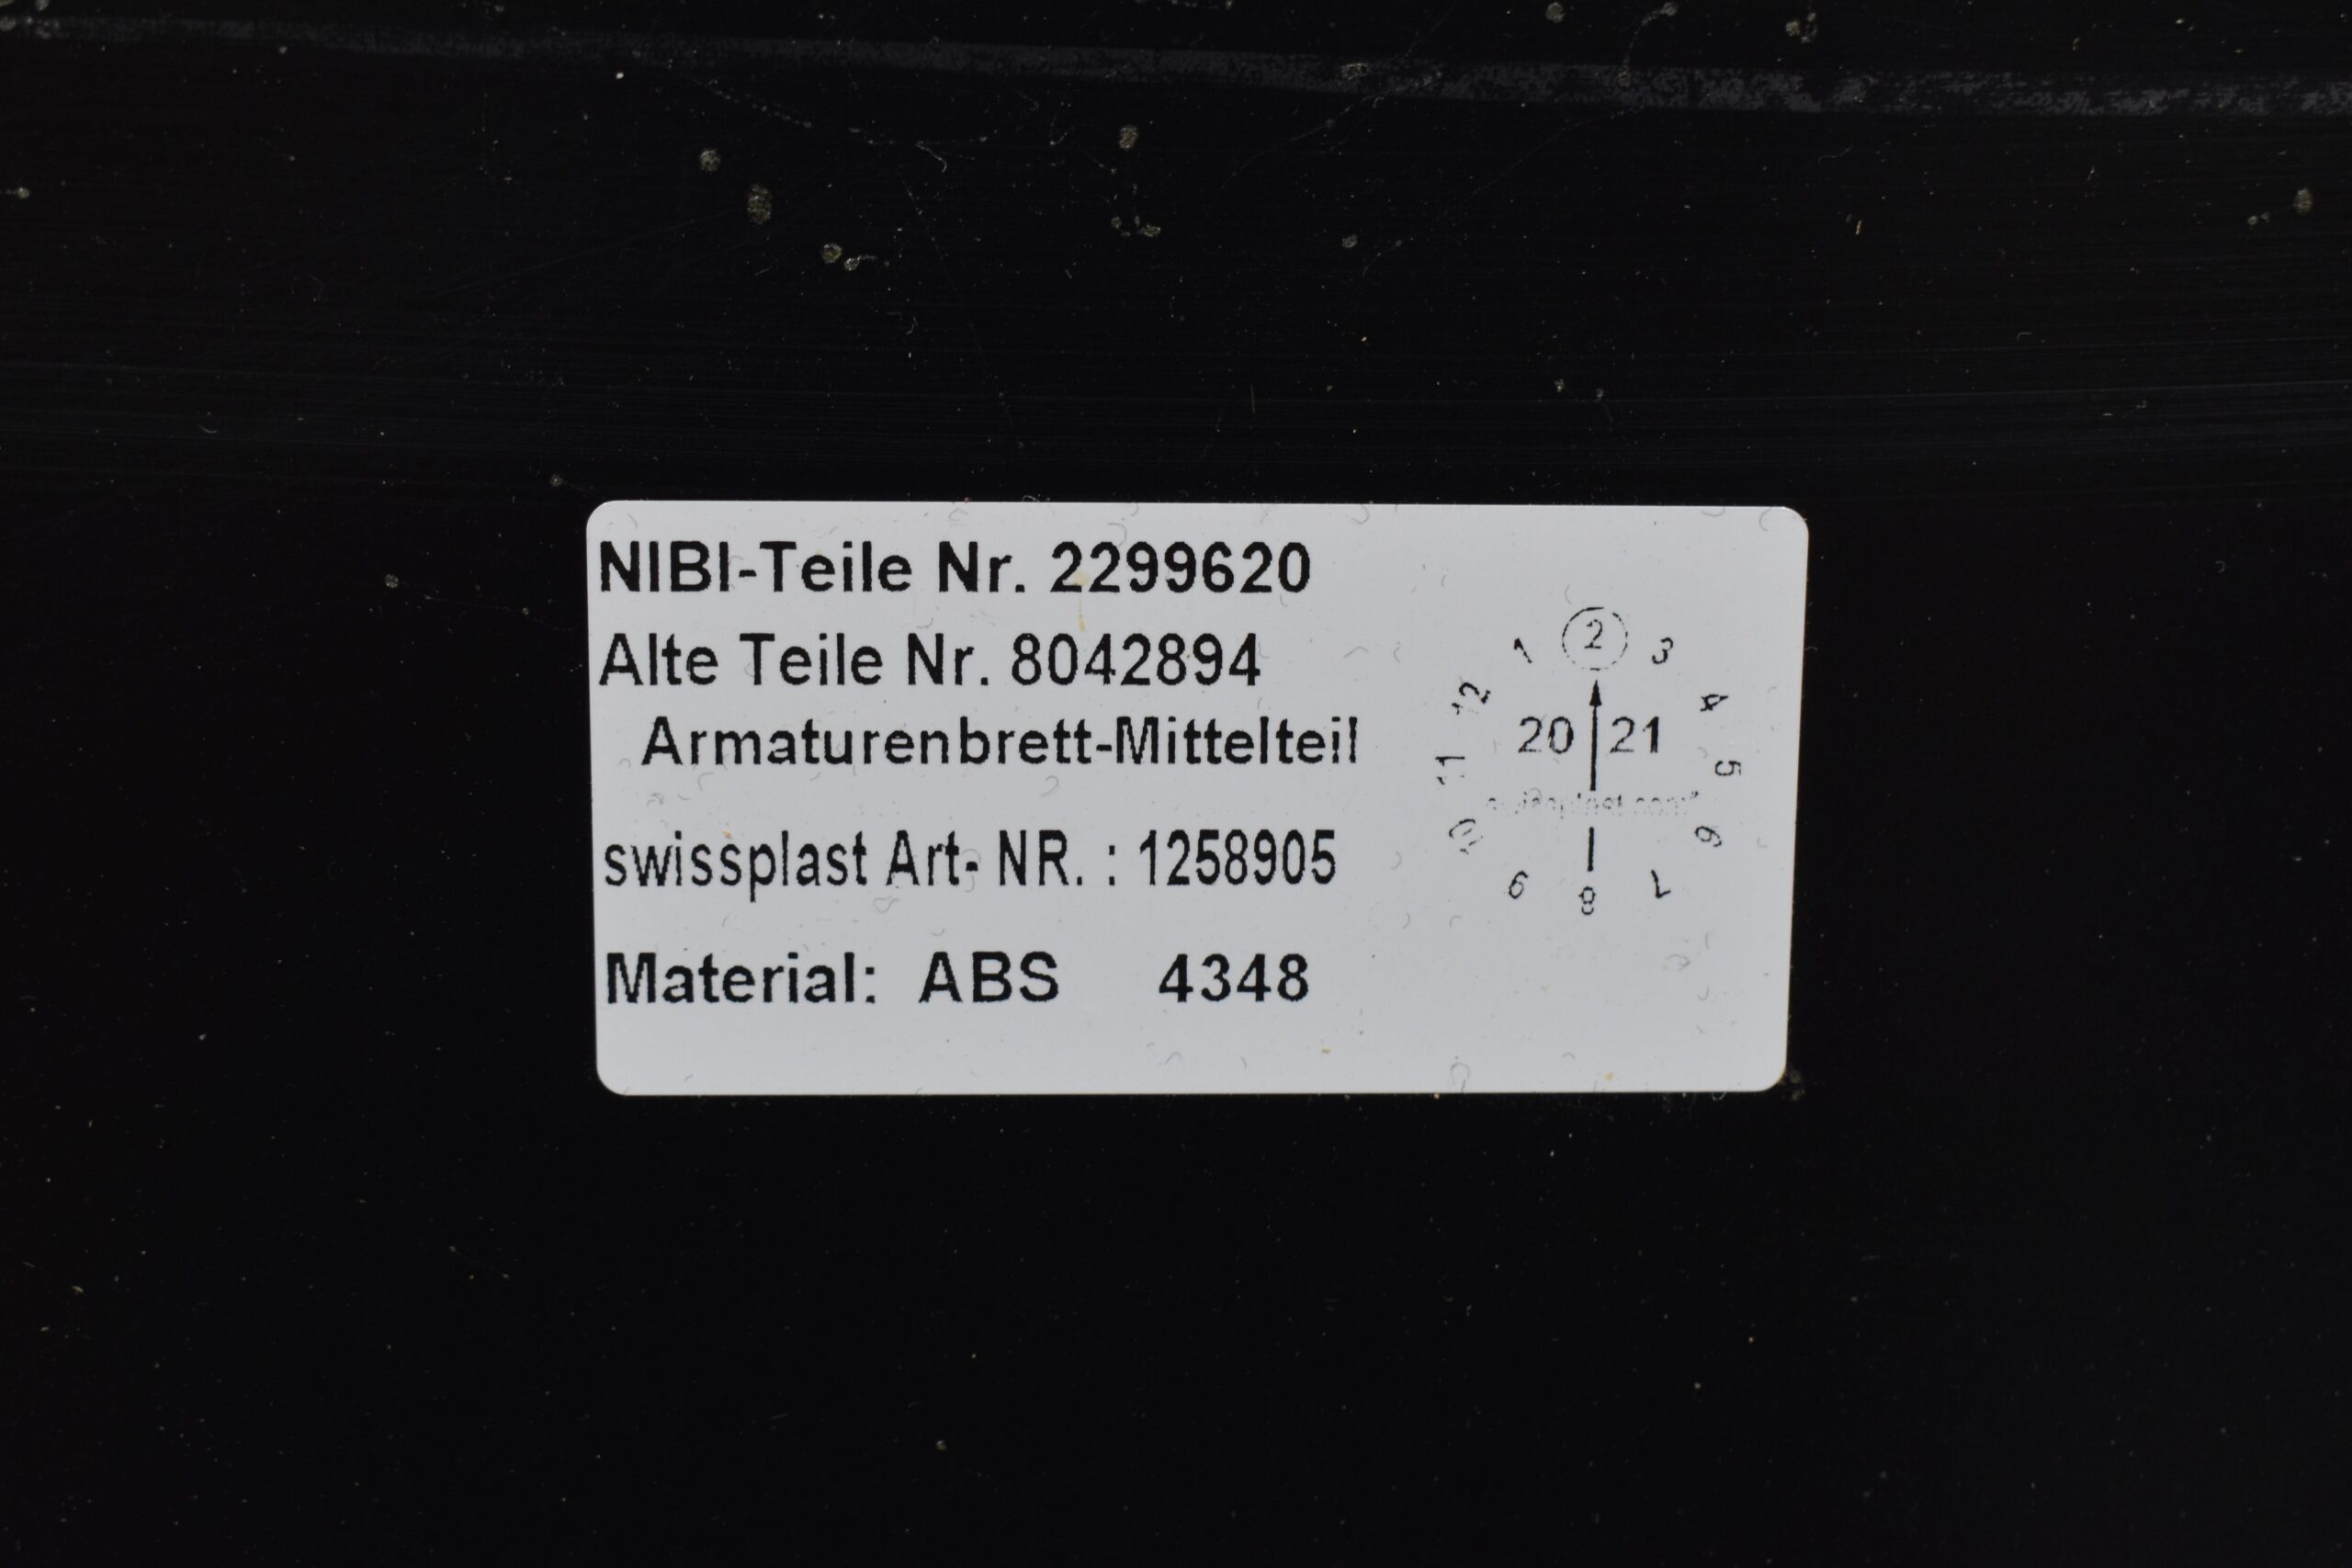 NIBI-Teile Nr. 2299620
Alte Teile Nr. 8042894
Armaturenbrett-Mittelteil
swissplast Art- NR. : 1258905
Material: ABS 4348
1 2 3 4 5 6 7 8 9 10 11 12
20 21